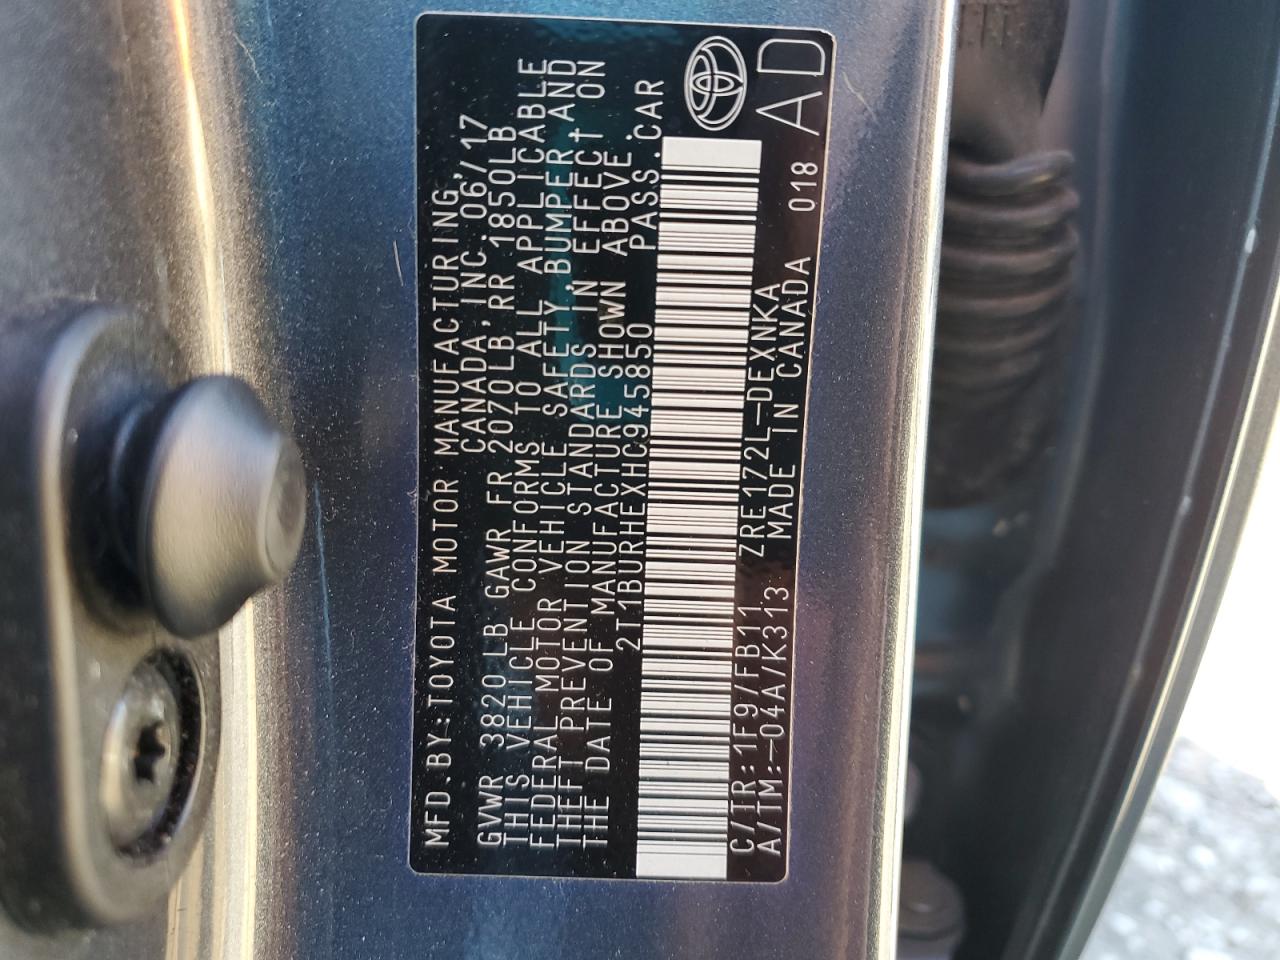 MFD.BY:TOYOTA MOTOR MANUFACTURING,
CANADA, INC. 06/17
GVWR 3820 LB GAWR FR 2070LB RR 1850LB
THIS VEHICLE CONFORMS TO ALL APPLICABLE
FEDERAL MOTOR VEHICLE SAFETY,BUMPER,AND
THEFT PREVENTION STANDARDS IN EFFECT ON
THE DATE OF MANUFACTURE SHOWN ABOVE.
2T1BURHEXHC945850 PASS.CAR
C/TR:1F9/FB11 ZRE172L-DEXNKA
A/TM:-04A/K313 MADE IN CANADA 018
AD